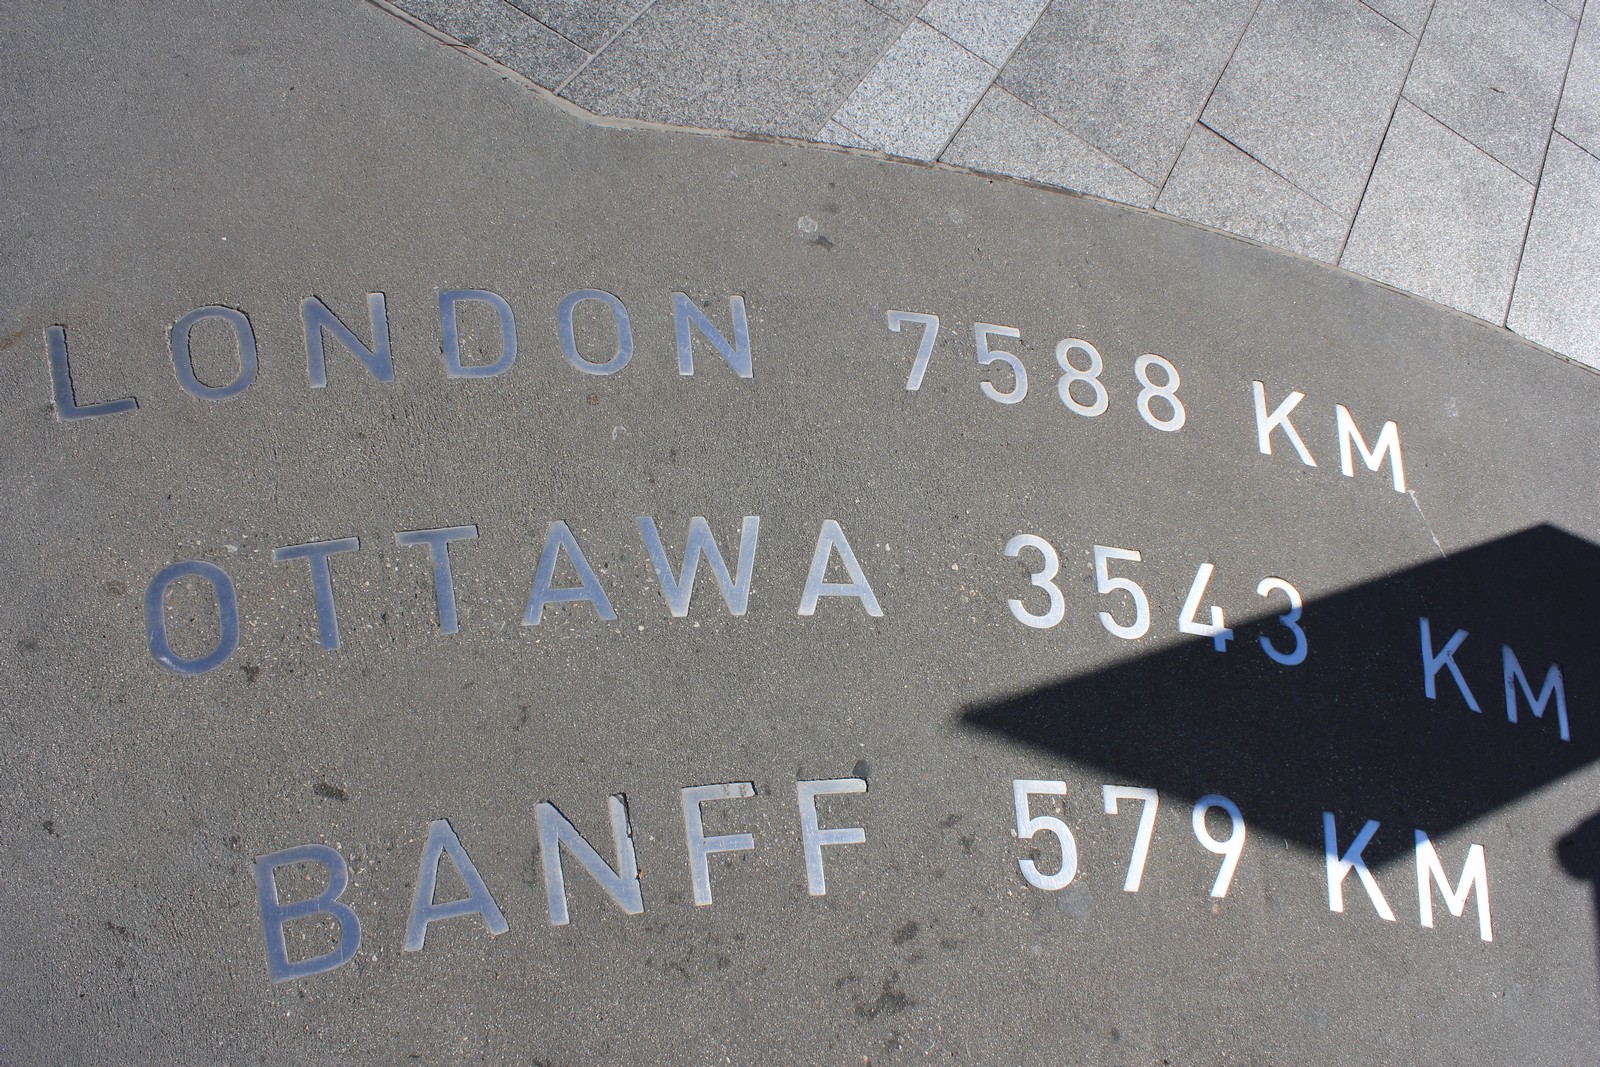 LONDON 7588 KM
OTTAWA 3543 KM
BANFF 579 KM